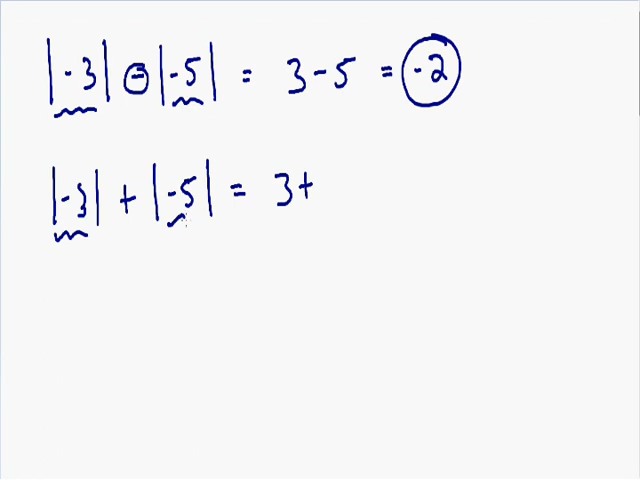 |-3| - |-5| = 3 - 5 = -2
|-3| + |-5| = 3 +